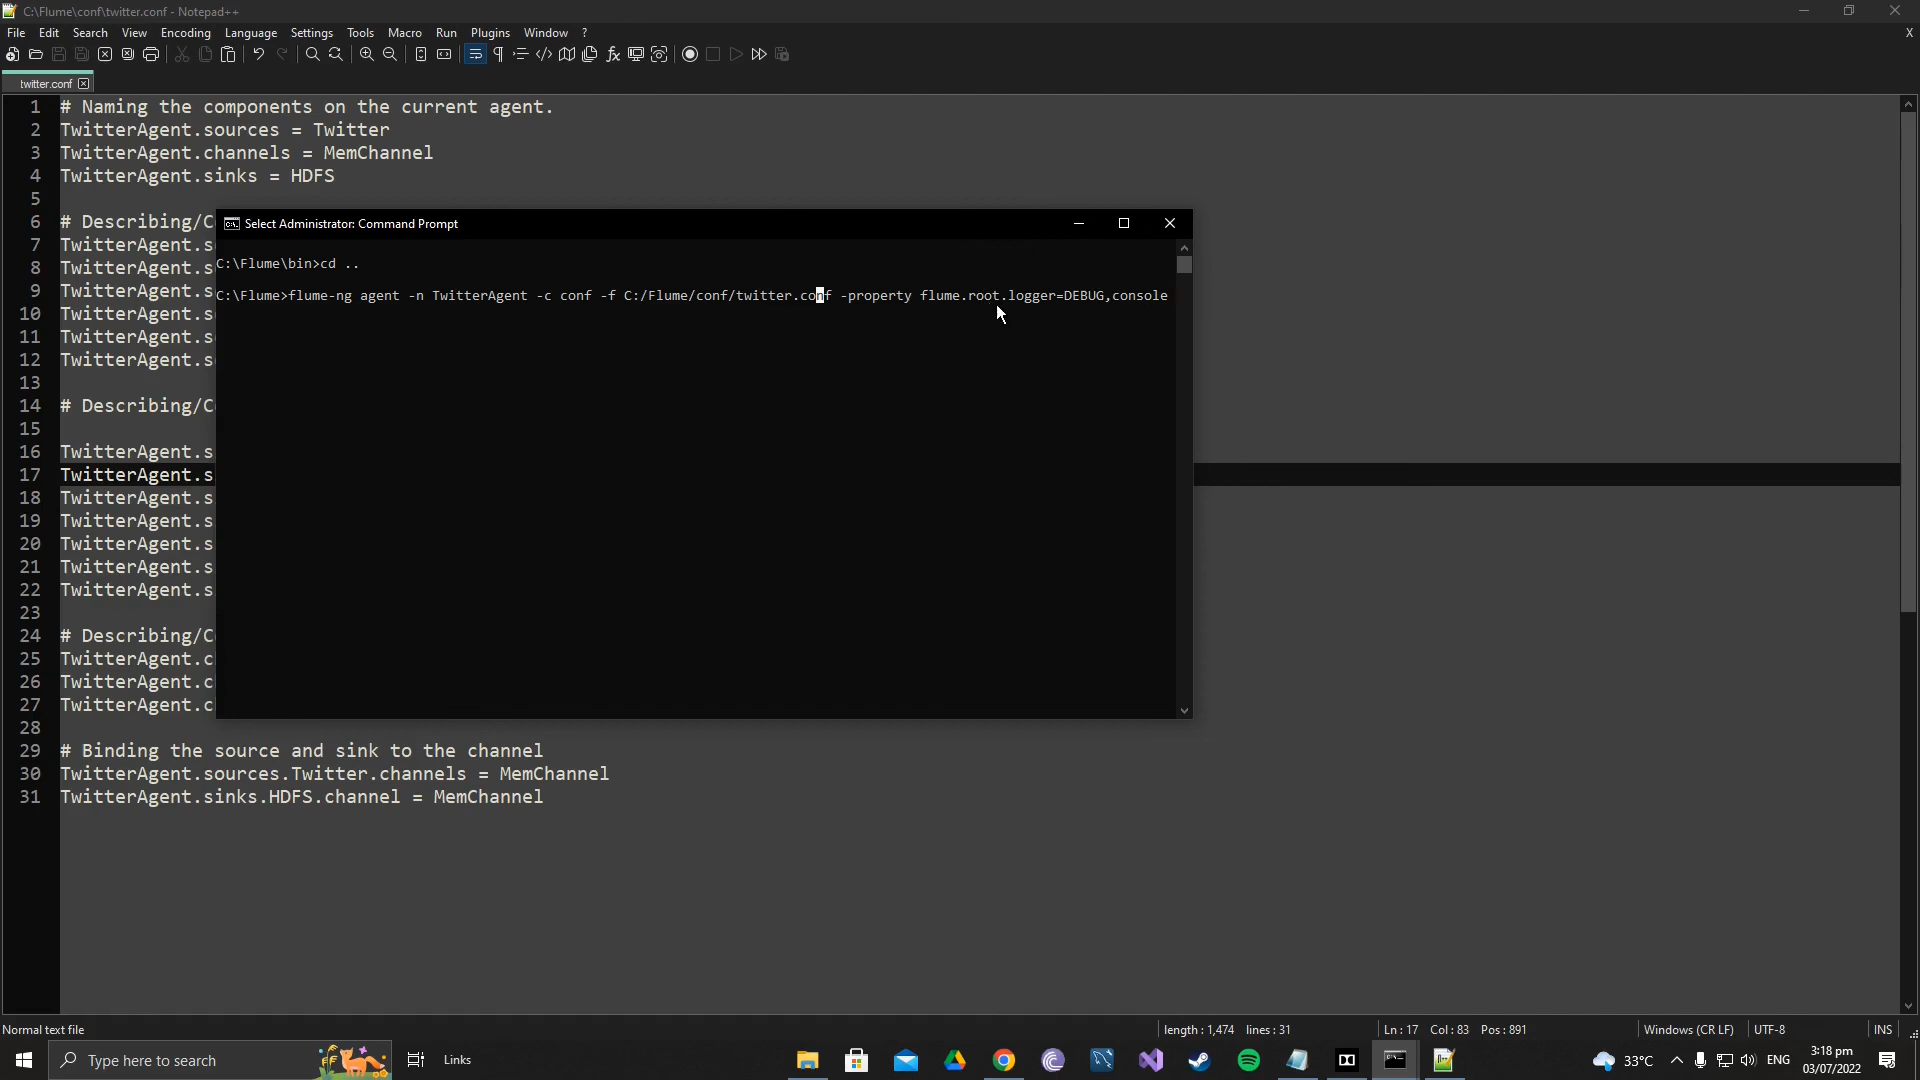 C:\Flume\conf\twitter.conf - Notepad++
File Edit Search View Encoding Language Settings Tools Macro Run Plugins Window ? X
twitter.conf
1 # Naming the components on the current agent.
2 TwitterAgent.sources = Twitter
3 TwitterAgent.channels = MemChannel
4 TwitterAgent.sinks = HDFS
5
6 # Describing/C
7 TwitterAgent.s
8 TwitterAgent.s
9 TwitterAgent.s
10 TwitterAgent.s
11 TwitterAgent.s
12 TwitterAgent.s
13
14 # Describing/C
15
16 TwitterAgent.s
17 TwitterAgent.s
18 TwitterAgent.s
19 TwitterAgent.s
20 TwitterAgent.s
21 TwitterAgent.s
22 TwitterAgent.s
23
24 # Describing/C
25 TwitterAgent.c
26 TwitterAgent.c
27 TwitterAgent.c
28
29 # Binding the source and sink to the channel
30 TwitterAgent.sources.Twitter.channels = MemChannel
31 TwitterAgent.sinks.HDFS.channel = MemChannel
Select Administrator: Command Prompt
C:\Flume\bin>cd ..
C:\Flume>flume-ng agent -n TwitterAgent -c conf -f C:/Flume/conf/twitter.conf -property flume.root.logger=DEBUG,console
Normal text file length : 1,474 lines : 31 Ln : 17 Col : 83 Pos : 891 Windows (CR LF) UTF-8 INS
Type here to search Links 33°C ENG 3:18 pm
03/07/2022